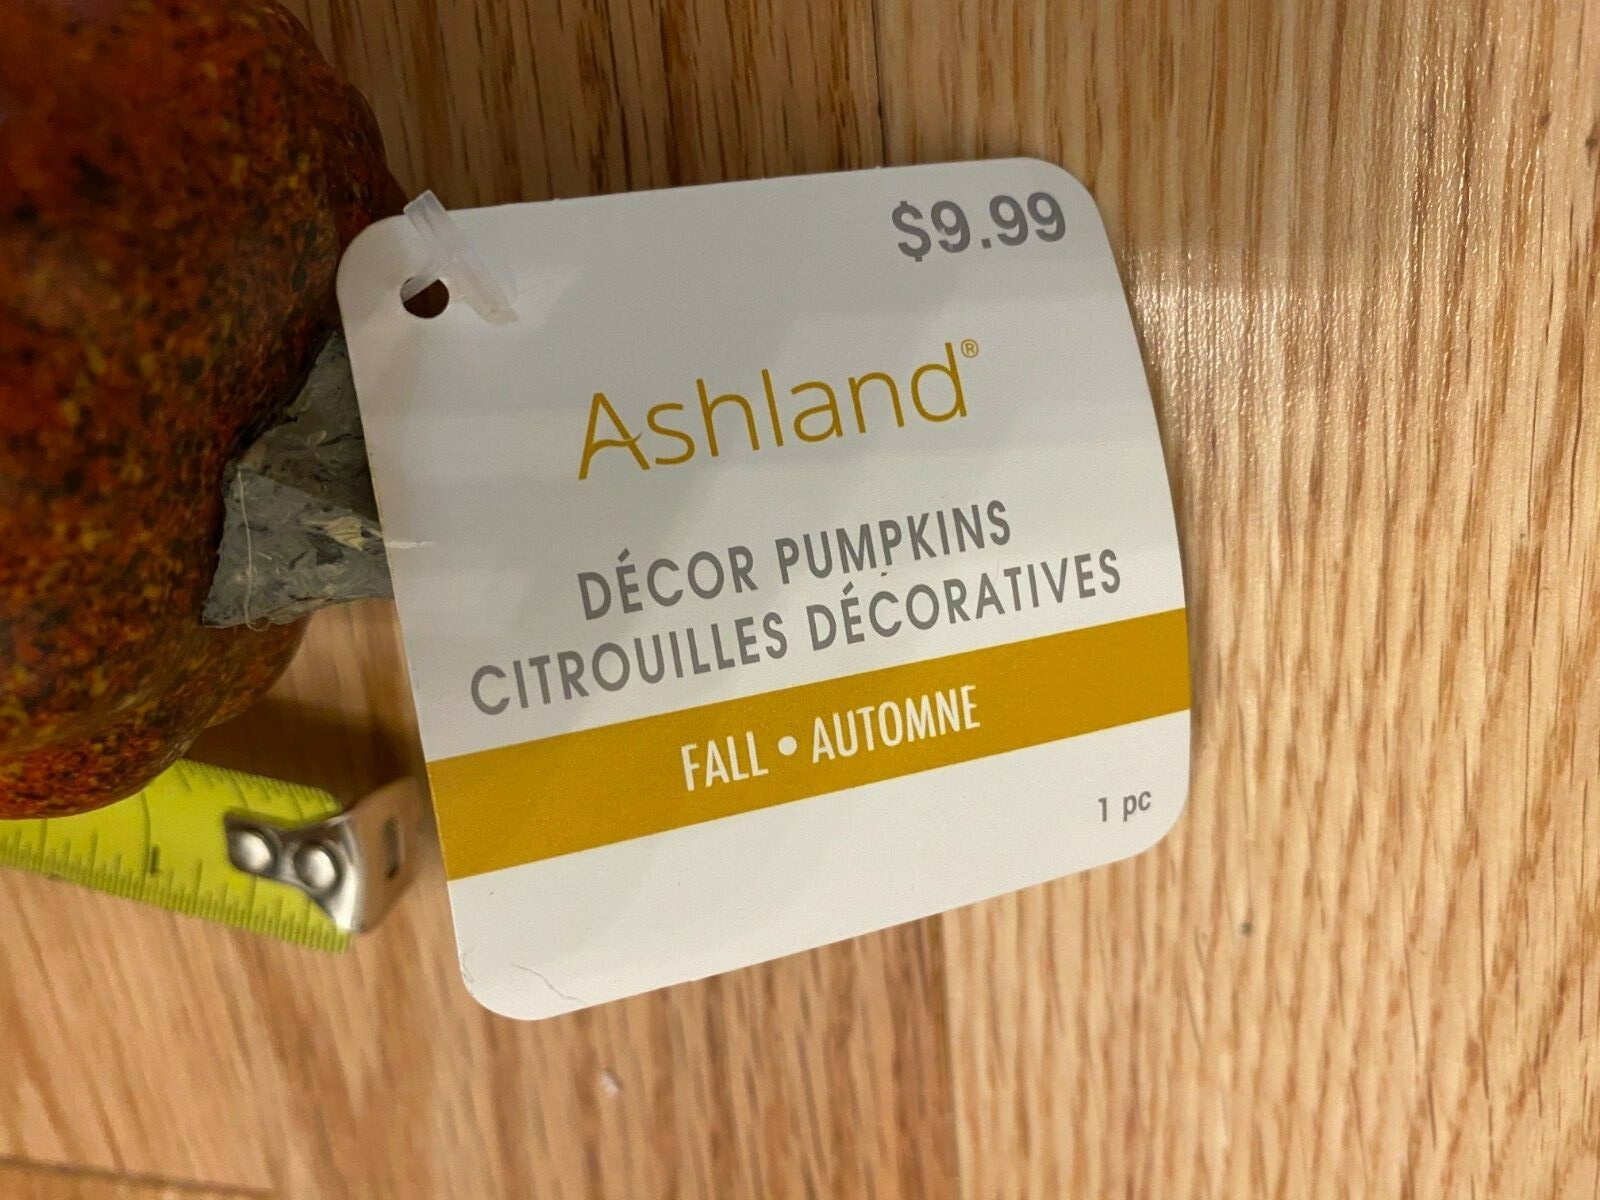 $9.99
Ashland®
DÉCOR PUMPKINS
CITROUILLES DÉCORATIVES
FALL • AUTOMNE
1 pc